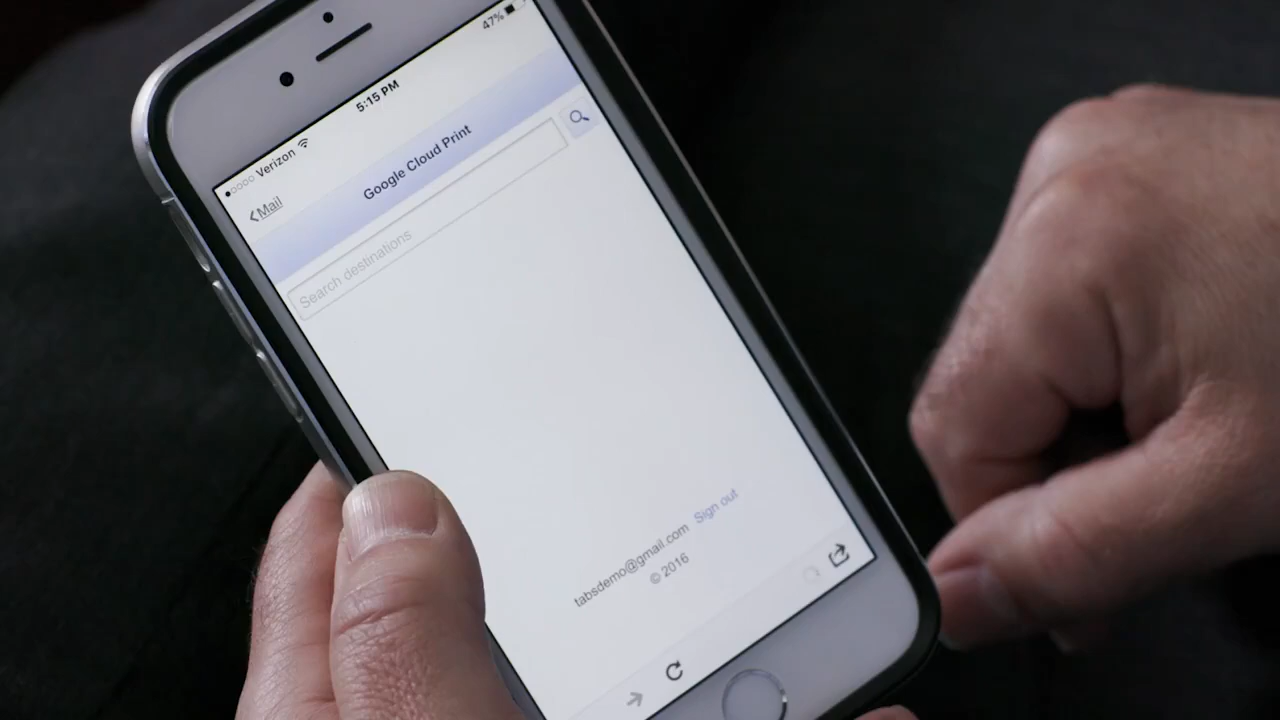 Verizon 5:15 PM 47%
Mail
Google Cloud Print
Search destinations
tabsdemo@gmail.com Sign out
© 2016